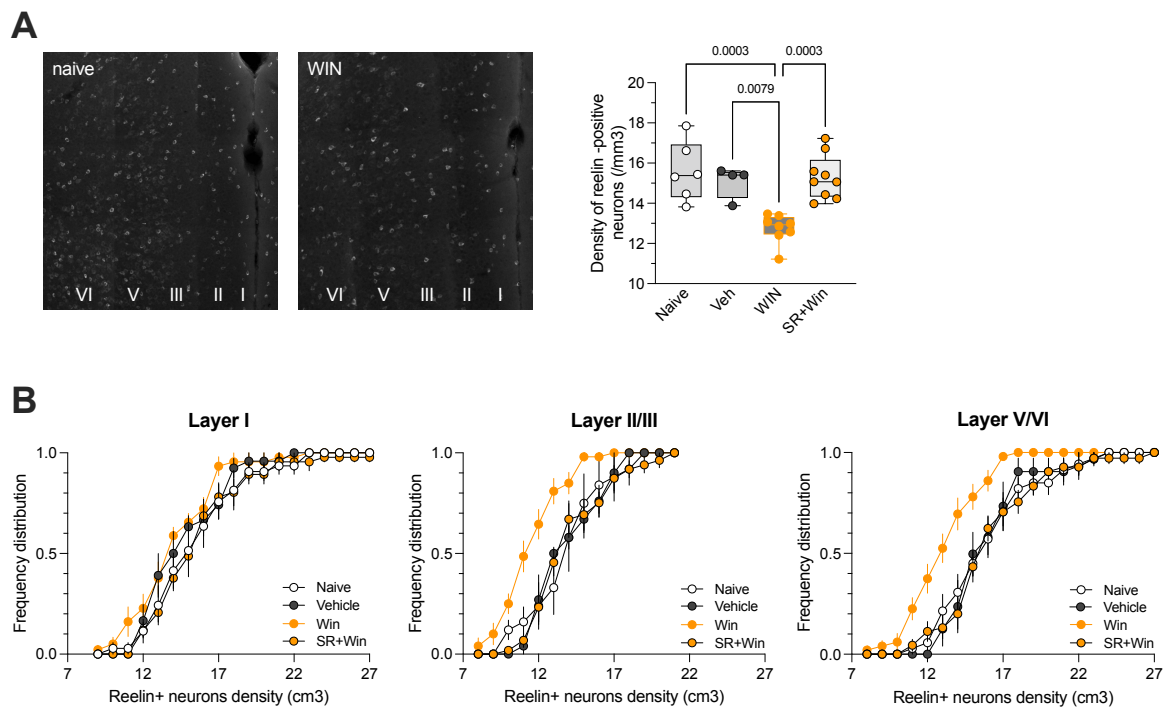 A
naive
WIN
VI V III II I
VI V III II I
0.0003 0.0003
0.0079
Density of reelin -positive
neurons (/mm3)
20
18
16
14
12
10
Naive
Veh
WIN
SR+Win
B
Layer I
Frequency distribution
1.0
0.5
0.0
7 12 17 22 27
Reelin+ neurons density (cm3)
Naive
Vehicle
Win
SR+Win
Layer II/III
Frequency distribution
1.0
0.5
0.0
7 12 17 22 27
Reelin+ neurons density (cm3)
Naive
Vehicle
Win
SR+Win
Layer V/VI
Frequency distribution
1.0
0.5
0.0
7 12 17 22 27
Reelin+ neurons density (cm3)
Naive
Vehicle
Win
SR+Win